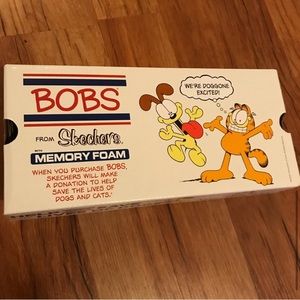 BOBS
FROM Skechers
WITH
MEMORY FOAM
WHEN YOU PURCHASE BOBS,
SKECHERS WILL MAKE
A DONATION TO HELP
SAVE THE LIVES OF
DOGS AND CATS.
WE'RE DOGGONE
EXCITED!